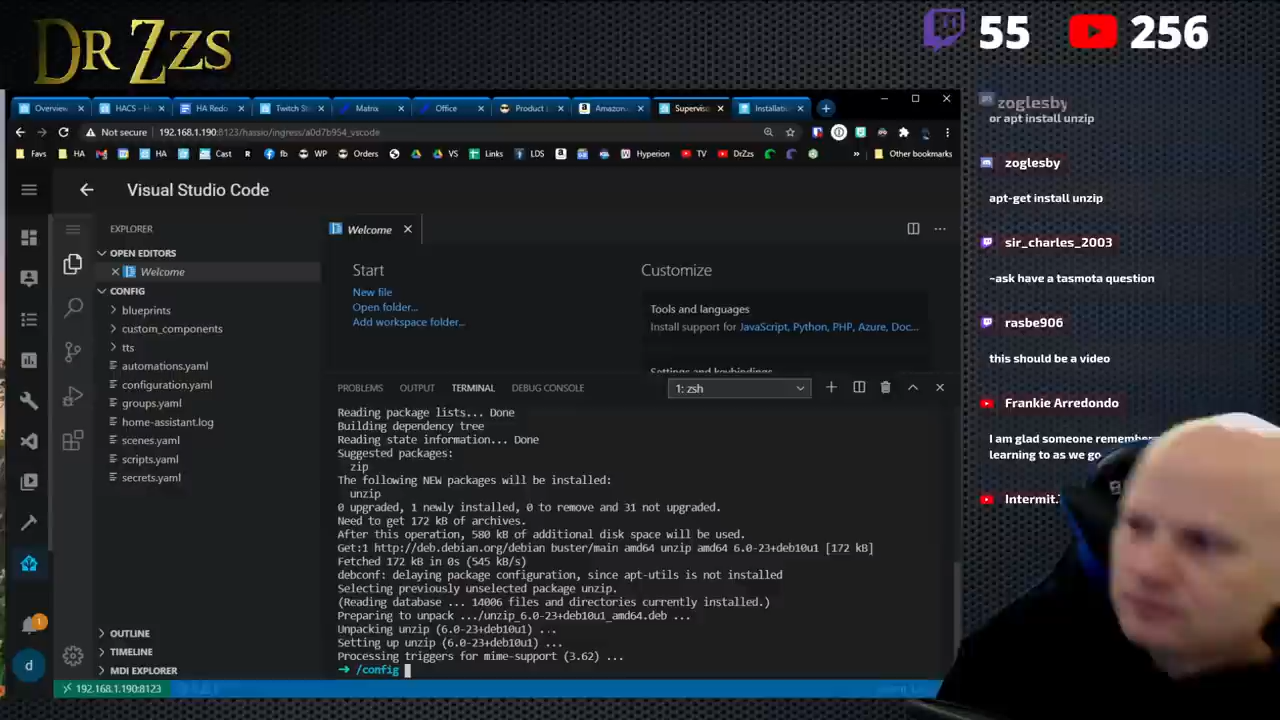 DR ZZS
55
256
Overview
HACS - H
HA Redo
Twitch St
Matrix
Office
Product
Amazon.c
Superviso
Installatio
Not secure
192.168.1.190:8123/hassio/ingress/a0d7b954_vscode
Favs
HA
HA
Cast
fb
WP
Orders
VS
Links
LDS
Hyperion
TV
DrZzs
Other bookmarks
Visual Studio Code
EXPLORER
OPEN EDITORS
Welcome
CONFIG
blueprints
custom_components
tts
automations.yaml
configuration.yaml
groups.yaml
home-assistant.log
scenes.yaml
scripts.yaml
secrets.yaml
OUTLINE
TIMELINE
MDI EXPLORER
192.168.1.190:8123
1
d
Welcome
Start
New file
Open folder...
Add workspace folder...
Customize
Tools and languages
Install support for JavaScript, Python, PHP, Azure, Doc...
Settings and keybindings
PROBLEMS
OUTPUT
TERMINAL
DEBUG CONSOLE
1: zsh
Reading package lists... Done
Building dependency tree
Reading state information... Done
Suggested packages:
zip
The following NEW packages will be installed:
unzip
0 upgraded, 1 newly installed, 0 to remove and 31 not upgraded.
Need to get 172 kB of archives.
After this operation, 580 kB of additional disk space will be used.
Get:1 http://deb.debian.org/debian buster/main amd64 unzip amd64 6.0-23+deb10u1 [172 kB]
Fetched 172 kB in 0s (545 kB/s)
debconf: delaying package configuration, since apt-utils is not installed
Selecting previously unselected package unzip.
(Reading database ... 14006 files and directories currently installed.)
Preparing to unpack .../unzip_6.0-23+deb10u1_amd64.deb ...
Unpacking unzip (6.0-23+deb10u1) ...
Setting up unzip (6.0-23+deb10u1) ...
Processing triggers for mime-support (3.62) ...
➜ /config
zoglesby
or apt install unzip
zoglesby
apt-get install unzip
sir_charles_2003
~ask have a tasmota question
rasbe906
this should be a video
Frankie Arredondo
I am glad someone remembe
learning to as we go
Intermit.